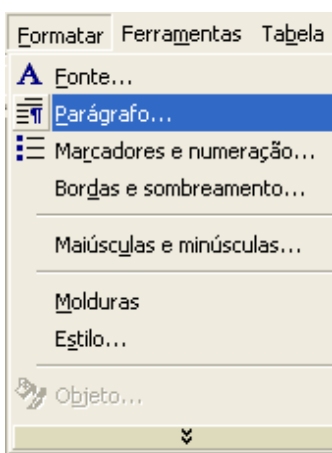 Formatar Ferramentas Tabela
Fonte...
Parágrafo...
Marcadores e numeração...
Bordas e sombreamento...
Maiúsculas e minúsculas...
Molduras
Estilo...
Objeto...